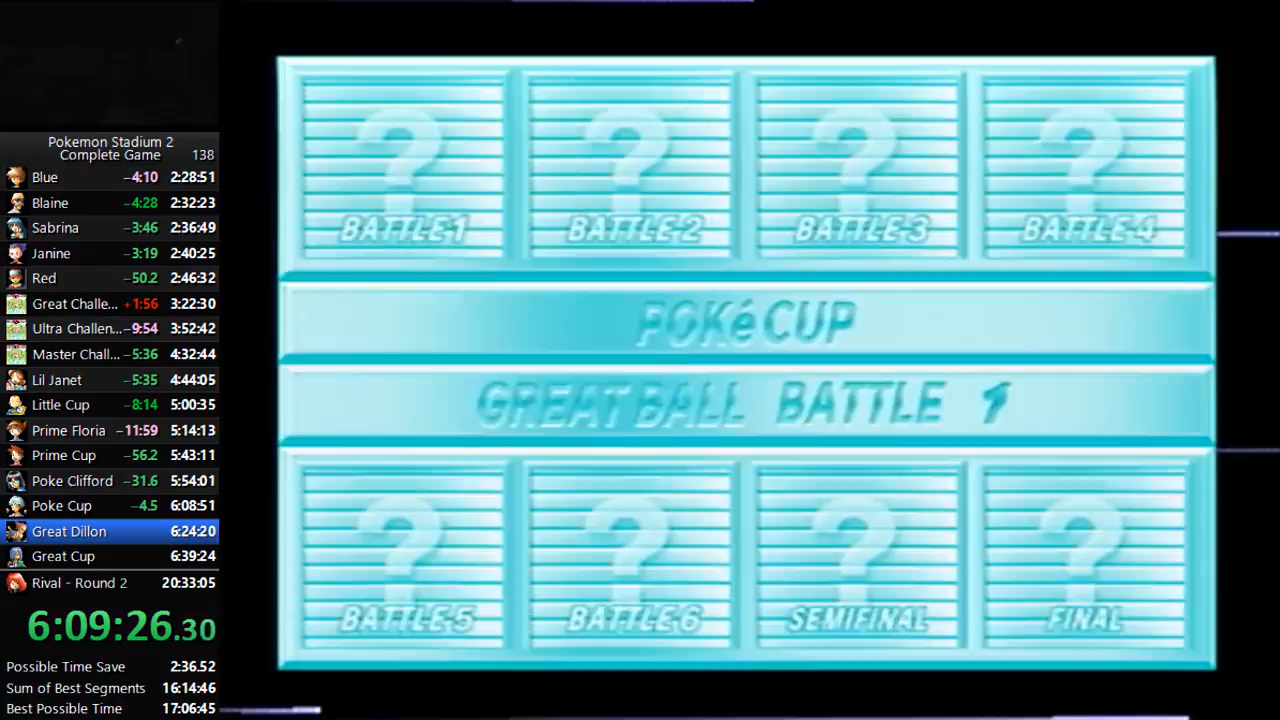 Pokemon Stadium 2
Complete Game 138
Blue −4:10 2:28:51
Blaine −4:28 2:32:23
Sabrina −3:46 2:36:49
Janine −3:19 2:40:25
Red −50.2 2:46:32
Great Challe... +1:56 3:22:30
Ultra Challen... −9:54 3:52:42
Master Chall... −5:36 4:32:44
Lil Janet −5:35 4:44:05
Little Cup −8:14 5:00:35
Prime Floria −11:59 5:14:13
Prime Cup −56.2 5:43:11
Poke Clifford −31.6 5:54:01
Poke Cup −4.5 6:08:51
Great Dillon 6:24:20
Great Cup 6:39:24
Rival - Round 2 20:33:05
6:09:26.30
Possible Time Save 2:36.52
Sum of Best Segments 16:14:46
Best Possible Time 17:06:45
? ? ? ?
BATTLE 1 BATTLE 2 BATTLE 3 BATTLE 4
POKéCUP
GREAT BALL BATTLE 1
? ? ? ?
BATTLE 5 BATTLE 6 SEMIFINAL FINAL